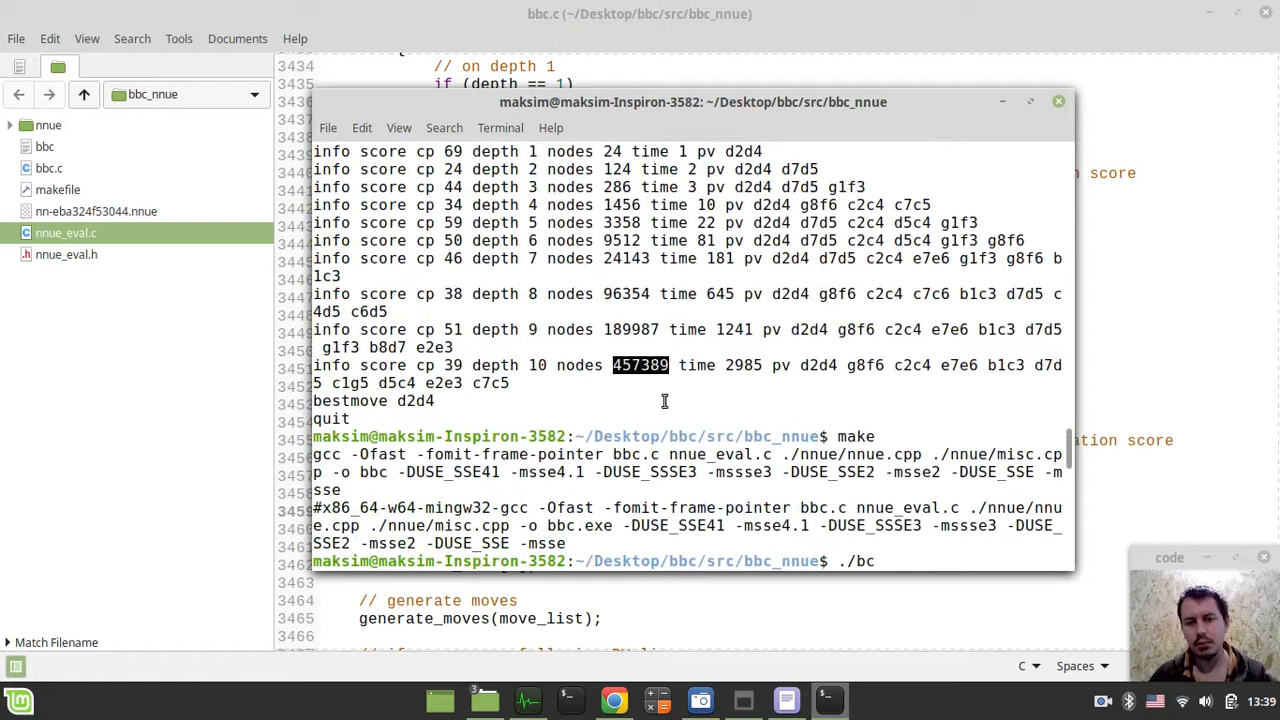 bbc.c (~/Desktop/bbc/src/bbc_nnue)
File Edit View Search Tools Documents Help
bbc_nnue
nnue
bbc
bbc.c
makefile
nn-eba324f53044.nnue
nnue_eval.c
nnue_eval.h
Match Filename
3434 // on depth 1
3435 if (depth == 1)
n score
ation score
3463
3464 // generate moves
3465 generate_moves(move_list);
maksim@maksim-Inspiron-3582: ~/Desktop/bbc/src/bbc_nnue
File Edit View Search Terminal Help
info score cp 69 depth 1 nodes 24 time 1 pv d2d4
info score cp 24 depth 2 nodes 124 time 2 pv d2d4 d7d5
info score cp 44 depth 3 nodes 286 time 3 pv d2d4 d7d5 g1f3
info score cp 34 depth 4 nodes 1456 time 10 pv d2d4 g8f6 c2c4 c7c5
info score cp 59 depth 5 nodes 3358 time 22 pv d2d4 d7d5 c2c4 d5c4 g1f3
info score cp 50 depth 6 nodes 9512 time 81 pv d2d4 d7d5 c2c4 d5c4 g1f3 g8f6
info score cp 46 depth 7 nodes 24143 time 181 pv d2d4 d7d5 c2c4 e7e6 g1f3 g8f6 b
1c3
info score cp 38 depth 8 nodes 96354 time 645 pv d2d4 g8f6 c2c4 c7c6 b1c3 d7d5 c
4d5 c6d5
info score cp 51 depth 9 nodes 189987 time 1241 pv d2d4 g8f6 c2c4 e7e6 b1c3 d7d5
g1f3 b8d7 e2e3
info score cp 39 depth 10 nodes 457389 time 2985 pv d2d4 g8f6 c2c4 e7e6 b1c3 d7d
5 c1g5 d5c4 e2e3 c7c5
bestmove d2d4
quit
maksim@maksim-Inspiron-3582:~/Desktop/bbc/src/bbc_nnue$ make
gcc -Ofast -fomit-frame-pointer bbc.c nnue_eval.c ./nnue/nnue.cpp ./nnue/misc.cp
p -o bbc -DUSE_SSE41 -msse4.1 -DUSE_SSSE3 -mssse3 -DUSE_SSE2 -msse2 -DUSE_SSE -m
sse
#x86_64-w64-mingw32-gcc -Ofast -fomit-frame-pointer bbc.c nnue_eval.c ./nnue/nnu
e.cpp ./nnue/misc.cpp -o bbc.exe -DUSE_SSE41 -msse4.1 -DUSE_SSSE3 -mssse3 -DUSE_
SSE2 -msse2 -DUSE_SSE -msse
maksim@maksim-Inspiron-3582:~/Desktop/bbc/src/bbc_nnue$ ./bc
code
C Spaces
3
13:39